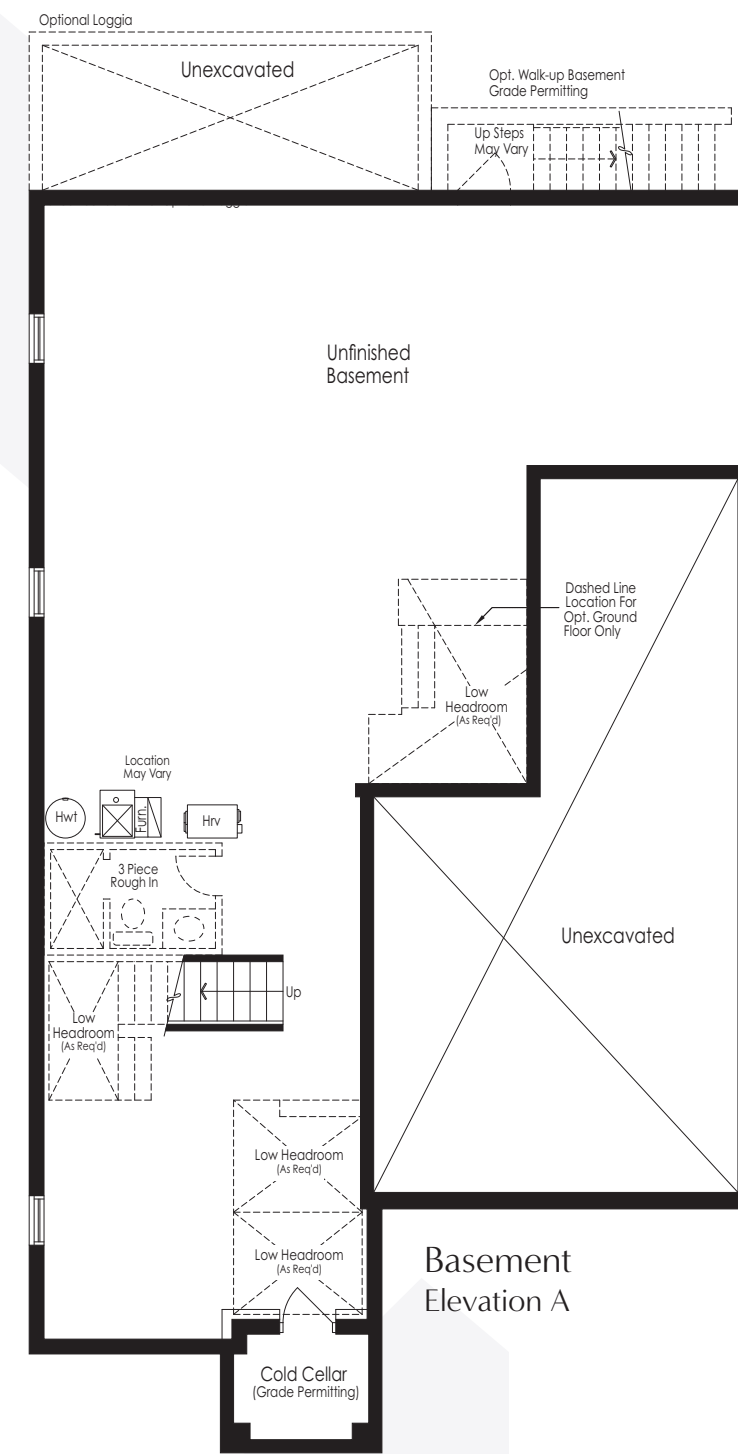 Optional Loggia
Unexcavated
Opt. Walk-up Basement
Grade Permitting
Up Steps
May Vary
Unfinished
Basement
Dashed Line
Location For
Opt. Ground
Floor Only
Low
Headroom
(As Req'd)
Location
May Vary
Hwt
Furn.
Hrv
3 Piece
Rough In
Unexcavated
Up
Low
Headroom
(As Req'd)
Low Headroom
(As Req'd)
Low Headroom
(As Req'd)
Basement
Elevation A
Cold Cellar
(Grade Permitting)